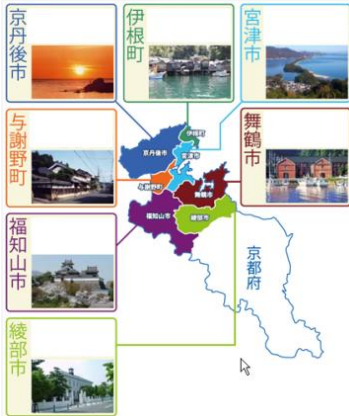 京丹後市
伊根町
宮津市
与謝野町
舞鶴市
福知山市
綾部市
伊根町
京丹後市
宮津市
与謝野町
舞鶴市
福知山市
綾部市
京都府